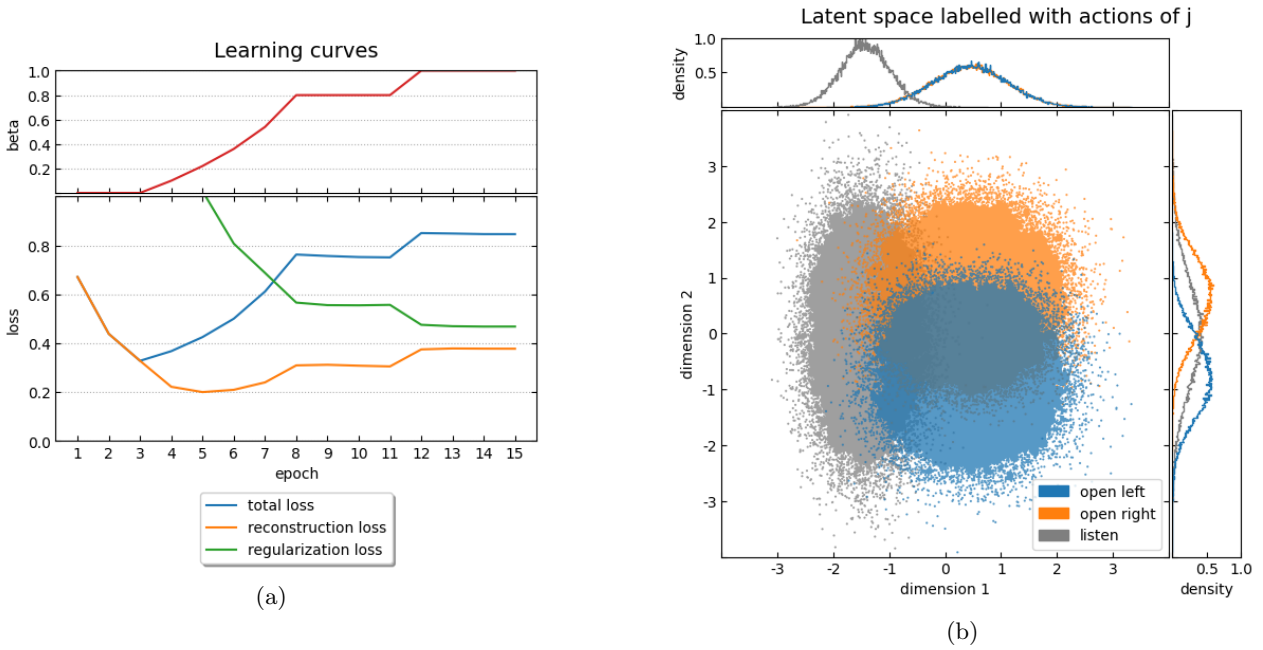 Learning curves
1.0
0.8
0.6
0.4
0.2
beta
0.8
0.6
0.4
0.2
0.0
loss
1 2 3 4 5 6 7 8 9 10 11 12 13 14 15
epoch
total loss
reconstruction loss
regularization loss
(a)
Latent space labelled with actions of j
1.0
0.5
density
3
2
1
0
-1
-2
-3
dimension 2
open left
open right
listen
-3 -2 -1 0 1 2 3
dimension 1
0.5 1.0
density
(b)